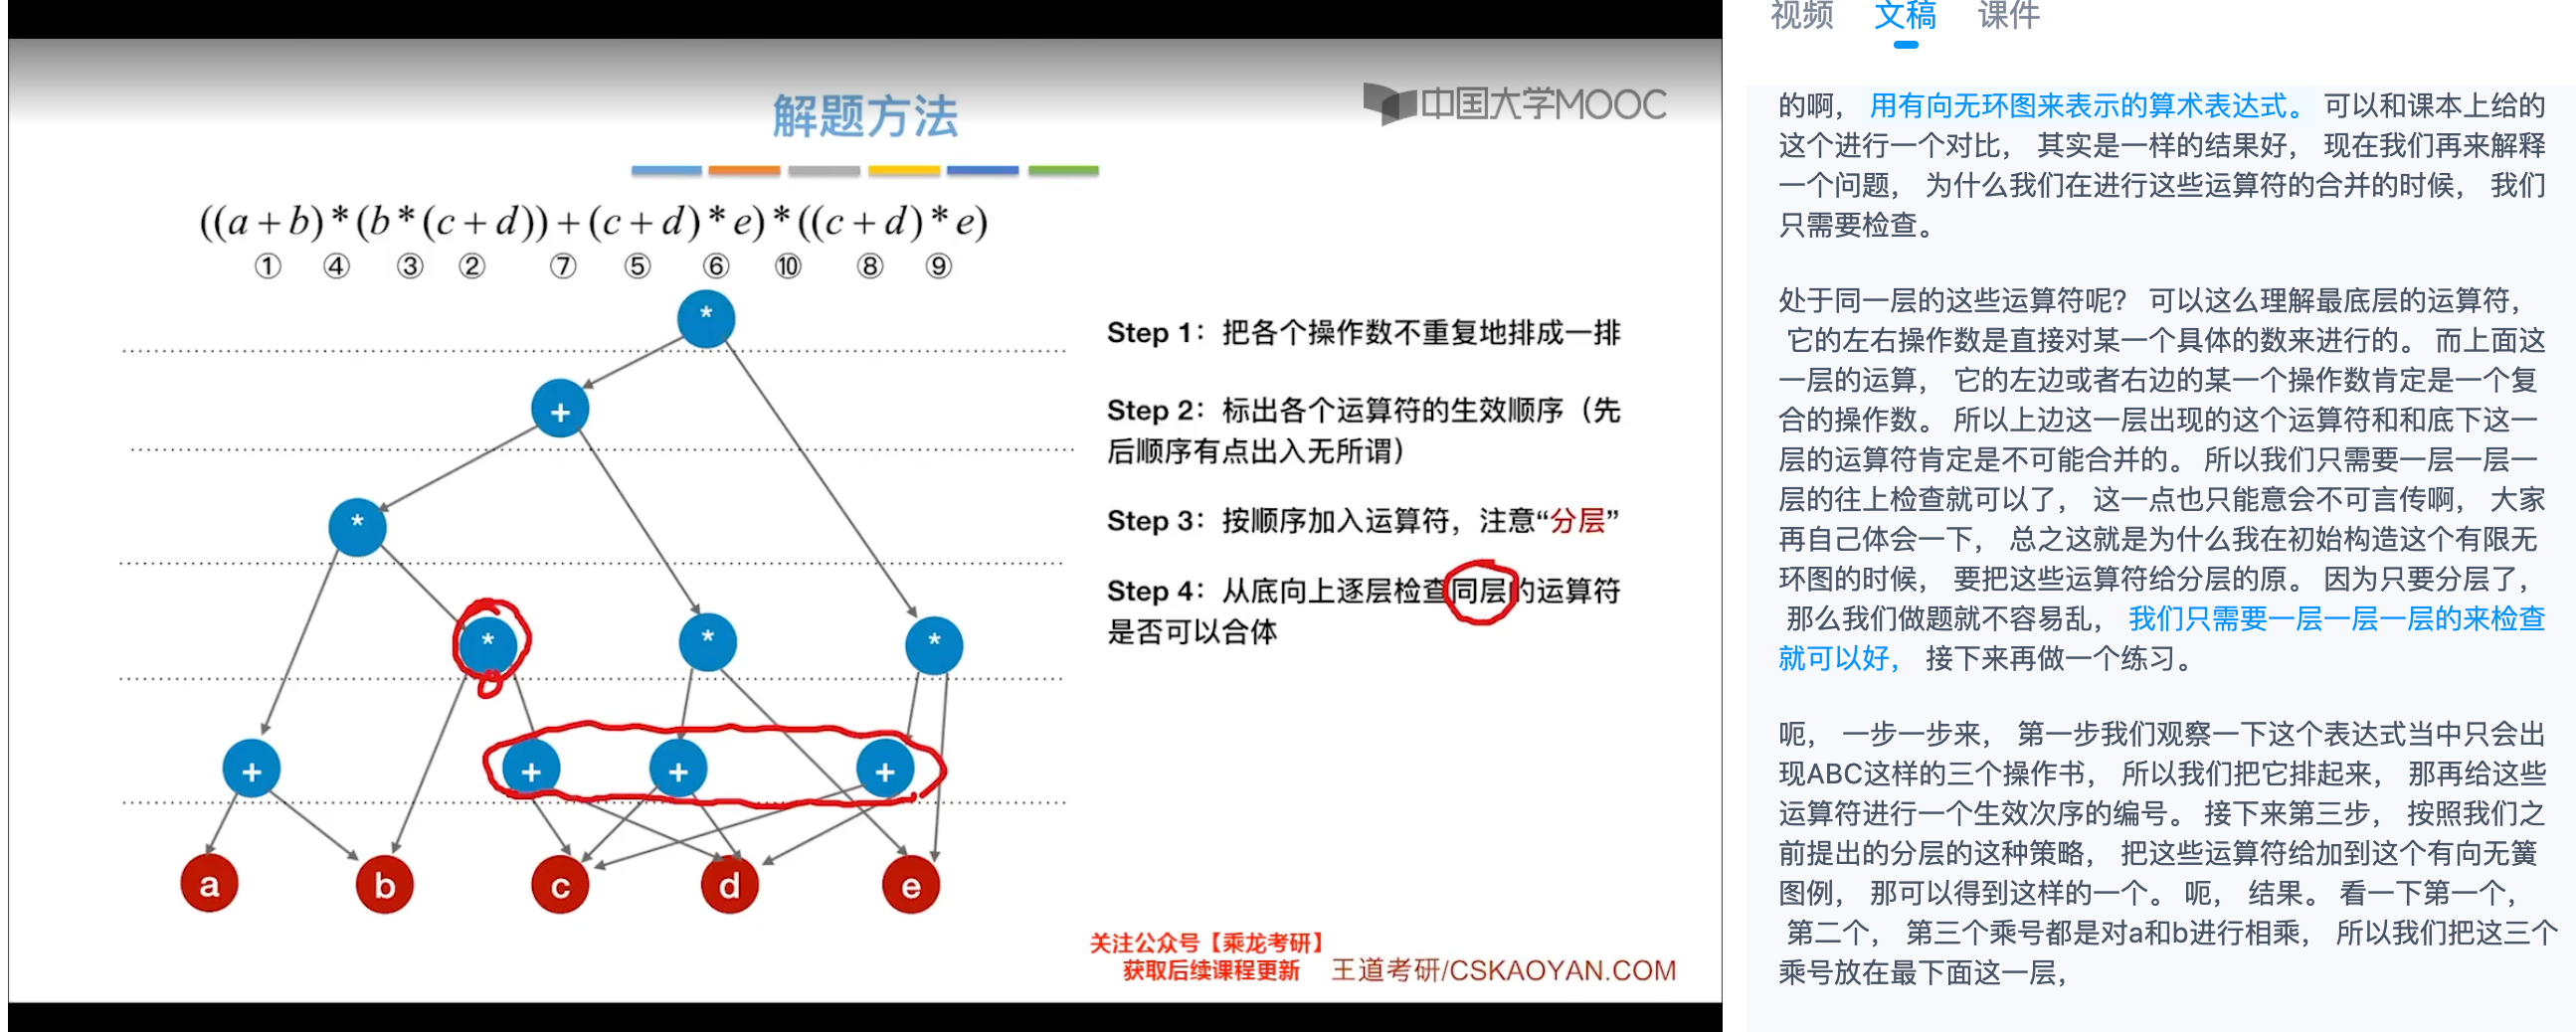 解题方法
中国大学MOOC
((a+b)*(b*(c+d))+(c+d)*e)*((c+d)*e)
① ④ ③ ② ⑦ ⑤ ⑥ ⑩ ⑧ ⑨
*
+
*
* * *
+ + + +
a b c d e
Step 1：把各个操作数不重复地排成一排
Step 2：标出各个运算符的生效顺序（先
后顺序有点出入无所谓）
Step 3：按顺序加入运算符，注意“分层”
Step 4：从底向上逐层检查同层的运算符
是否可以合体
关注公众号【乘龙考研】
获取后续课程更新
王道考研/CSKAOYAN.COM
视频 文稿 课件
的啊， 用有向无环图来表示的算术表达式。 可以和课本上给的
这个进行一个对比， 其实是一样的结果好， 现在我们再来解释
一个问题， 为什么我们在进行这些运算符的合并的时候， 我们
只需要检查。
处于同一层的这些运算符呢？ 可以这么理解最底层的运算符，
它的左右操作数是直接对某一个具体的数来进行的。 而上面这
一层的运算， 它的左边或者右边的某一个操作数肯定是一个复
合的操作数。 所以上边这一层出现的这个运算符和和底下这一
层的运算符肯定是不可能合并的。 所以我们只需要一层一层一
层的往上检查就可以了， 这一点也只能意会不可言传啊， 大家
再自己体会一下， 总之这就是为什么我在初始构造这个有限无
环图的时候， 要把这些运算符给分层的原。 因为只要分层了，
那么我们做题就不容易乱， 我们只需要一层一层一层的来检查
就可以好， 接下来再做一个练习。
呃， 一步一步来， 第一步我们观察一下这个表达式当中只会出
现ABC这样的三个操作书， 所以我们把它排起来， 那再给这些
运算符进行一个生效次序的编号。 接下来第三步， 按照我们之
前提出的分层的这种策略， 把这些运算符给加到这个有向无簧
图例， 那可以得到这样的一个。 呃， 结果。 看一下第一个，
第二个， 第三个乘号都是对a和b进行相乘， 所以我们把这三个
乘号放在最下面这一层，